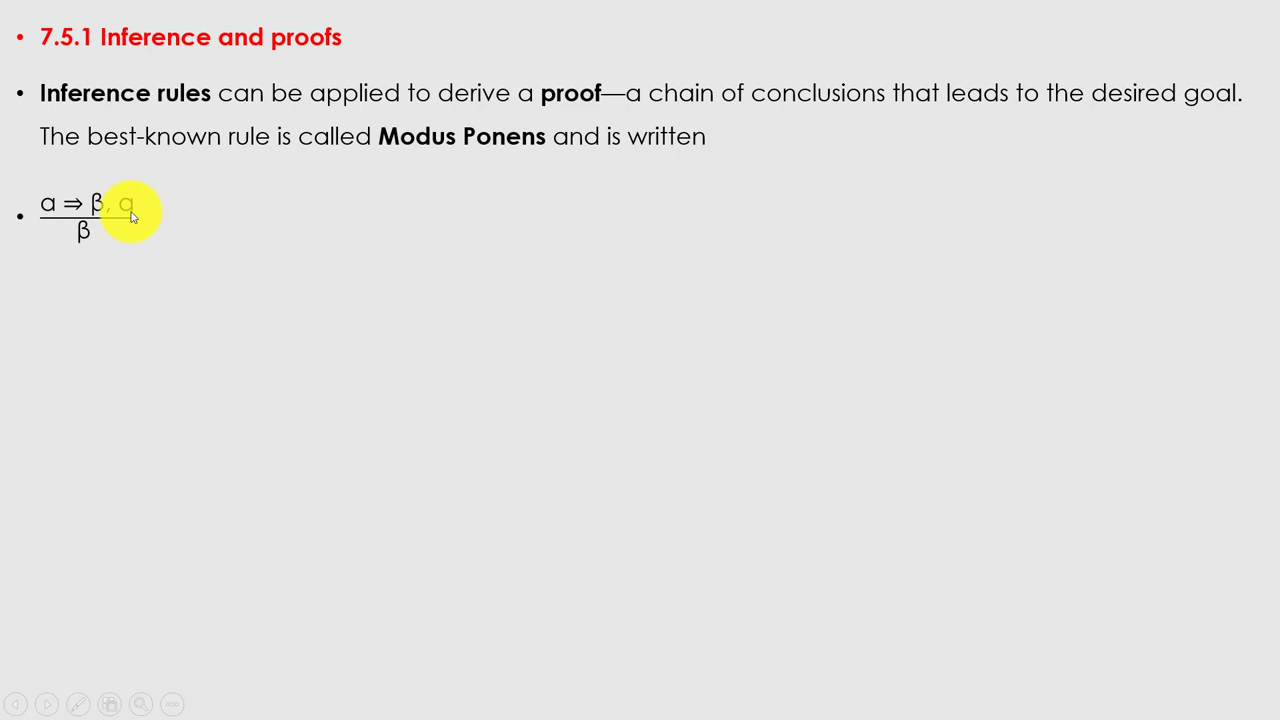 • 7.5.1 Inference and proofs
• Inference rules can be applied to derive a proof—a chain of conclusions that leads to the desired goal.
The best-known rule is called Modus Ponens and is written
• α ⇒ β, α
β